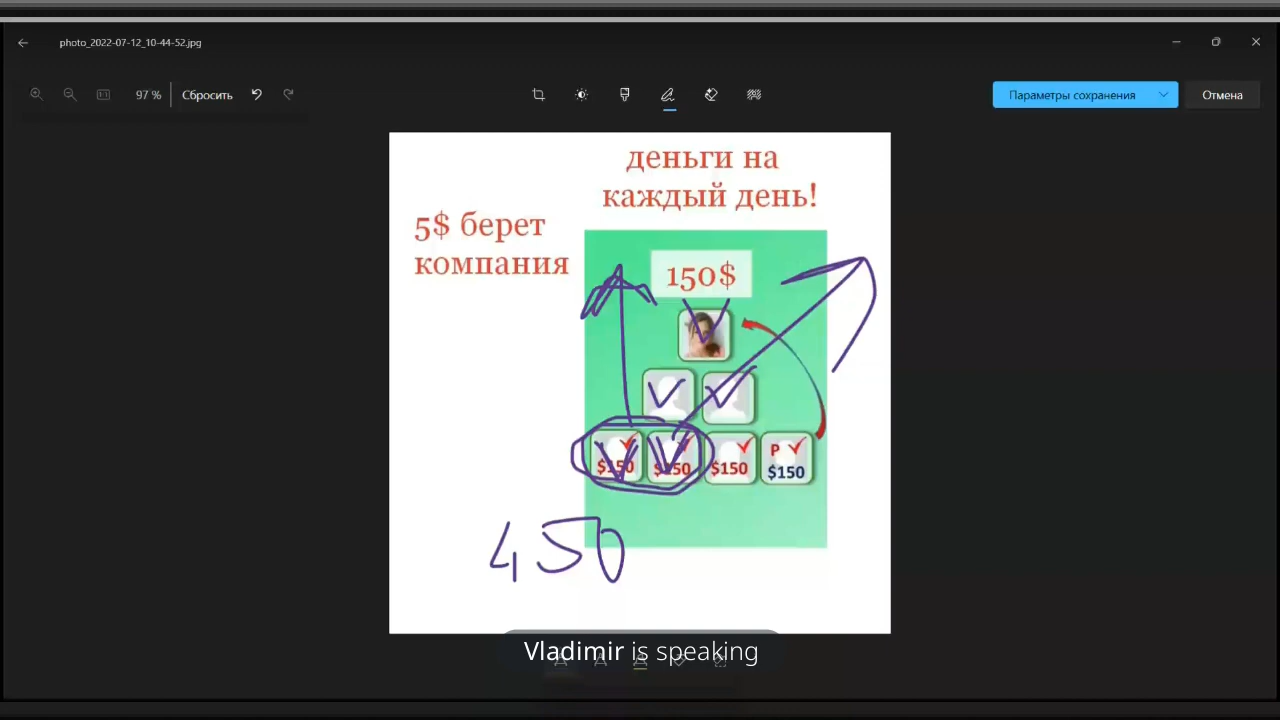 photo_2022-07-12_10-44-52.jpg
97 %
Сбросить
Параметры сохранения
Отмена
деньги на
каждый день!
5$ берет
компания
150$
$150
$150
$150
P
$150
450
Vladimir is speaking